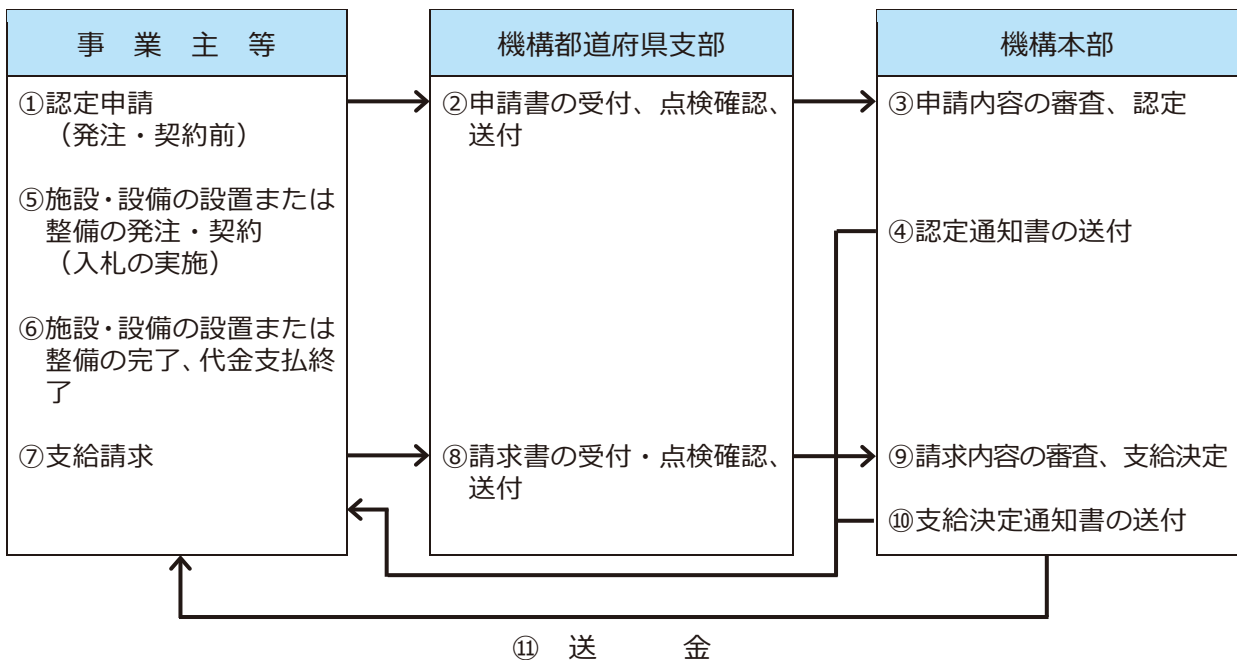 事 業 主 等
①認定申請
（発注・契約前）
⑤施設・設備の設置または
整備の発注・契約
（入札の実施）
⑥施設・設備の設置または
整備の完了、代金支払終
了
⑦支給請求
機構都道府県支部
②申請書の受付、点検確認、
送付
⑧請求書の受付・点検確認、
送付
機構本部
③申請内容の審査、認定
④認定通知書の送付
⑨請求内容の審査、支給決定
⑩支給決定通知書の送付
⑪ 送 金